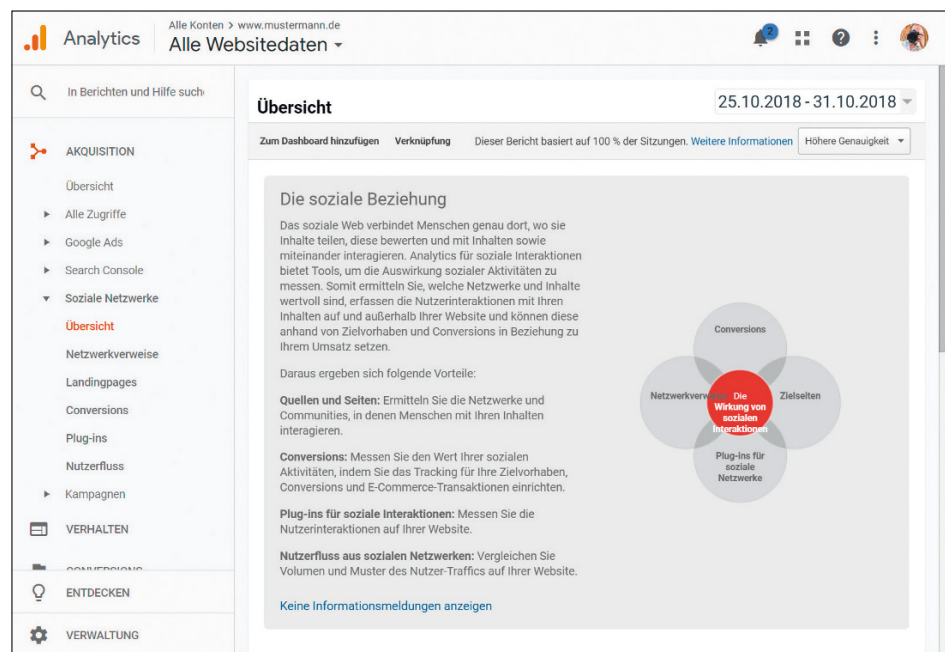 Analytics
Alle Konten > www.mustermann.de
Alle Websitedaten
2
In Berichten und Hilfe such
AKQUISITION
Übersicht
Alle Zugriffe
Google Ads
Search Console
Soziale Netzwerke
Übersicht
Netzwerkverweise
Landingpages
Conversions
Plug-ins
Nutzerfluss
Kampagnen
VERHALTEN
CONVERSIONS
ENTDECKEN
VERWALTUNG
Übersicht
25.10.2018 - 31.10.2018
Zum Dashboard hinzufügen Verknüpfung Dieser Bericht basiert auf 100 % der Sitzungen. Weitere Informationen Höhere Genauigkeit
Die soziale Beziehung
Das soziale Web verbindet Menschen genau dort, wo sie
Inhalte teilen, diese bewerten und mit Inhalten sowie
miteinander interagieren. Analytics für soziale Interaktionen
bietet Tools, um die Auswirkung sozialer Aktivitäten zu
messen. Somit ermitteln Sie, welche Netzwerke und Inhalte
wertvoll sind, erfassen die Nutzerinteraktionen mit Ihren
Inhalten auf und außerhalb Ihrer Website und können diese
anhand von Zielvorhaben und Conversions in Beziehung zu
Ihrem Umsatz setzen.
Daraus ergeben sich folgende Vorteile:
Quellen und Seiten: Ermitteln Sie die Netzwerke und
Communities, in denen Menschen mit Ihren Inhalten
interagieren.
Conversions: Messen Sie den Wert Ihrer sozialen
Aktivitäten, indem Sie das Tracking für Ihre Zielvorhaben,
Conversions und E-Commerce-Transaktionen einrichten.
Plug-ins für soziale Interaktionen: Messen Sie die
Nutzerinteraktionen auf Ihrer Website.
Nutzerfluss aus sozialen Netzwerken: Vergleichen Sie
Volumen und Muster des Nutzer-Traffics auf Ihrer Website.
Keine Informationsmeldungen anzeigen
Conversions
Netzwerkverweise
Die
Wirkung von
sozialen
Interaktionen
Zielseiten
Plug-ins für
soziale
Netzwerke